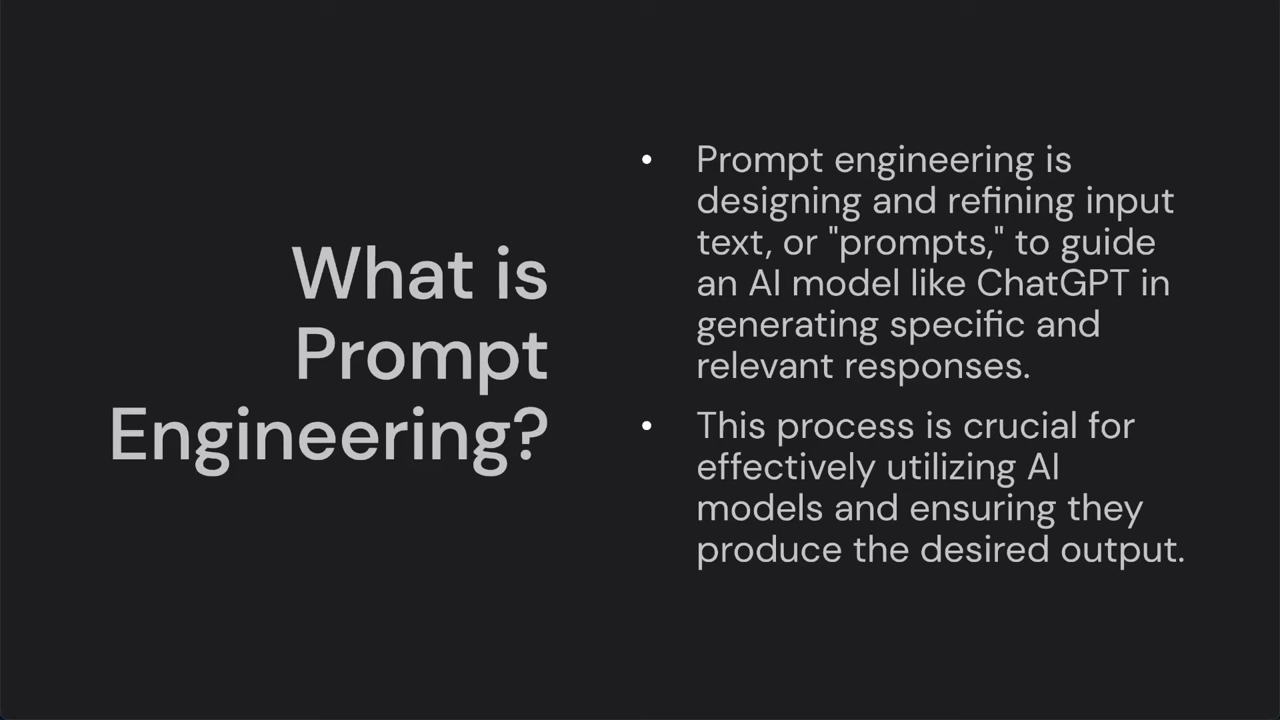 What is
Prompt
Engineering?
• Prompt engineering is
designing and refining input
text, or "prompts," to guide
an AI model like ChatGPT in
generating specific and
relevant responses.
• This process is crucial for
effectively utilizing AI
models and ensuring they
produce the desired output.